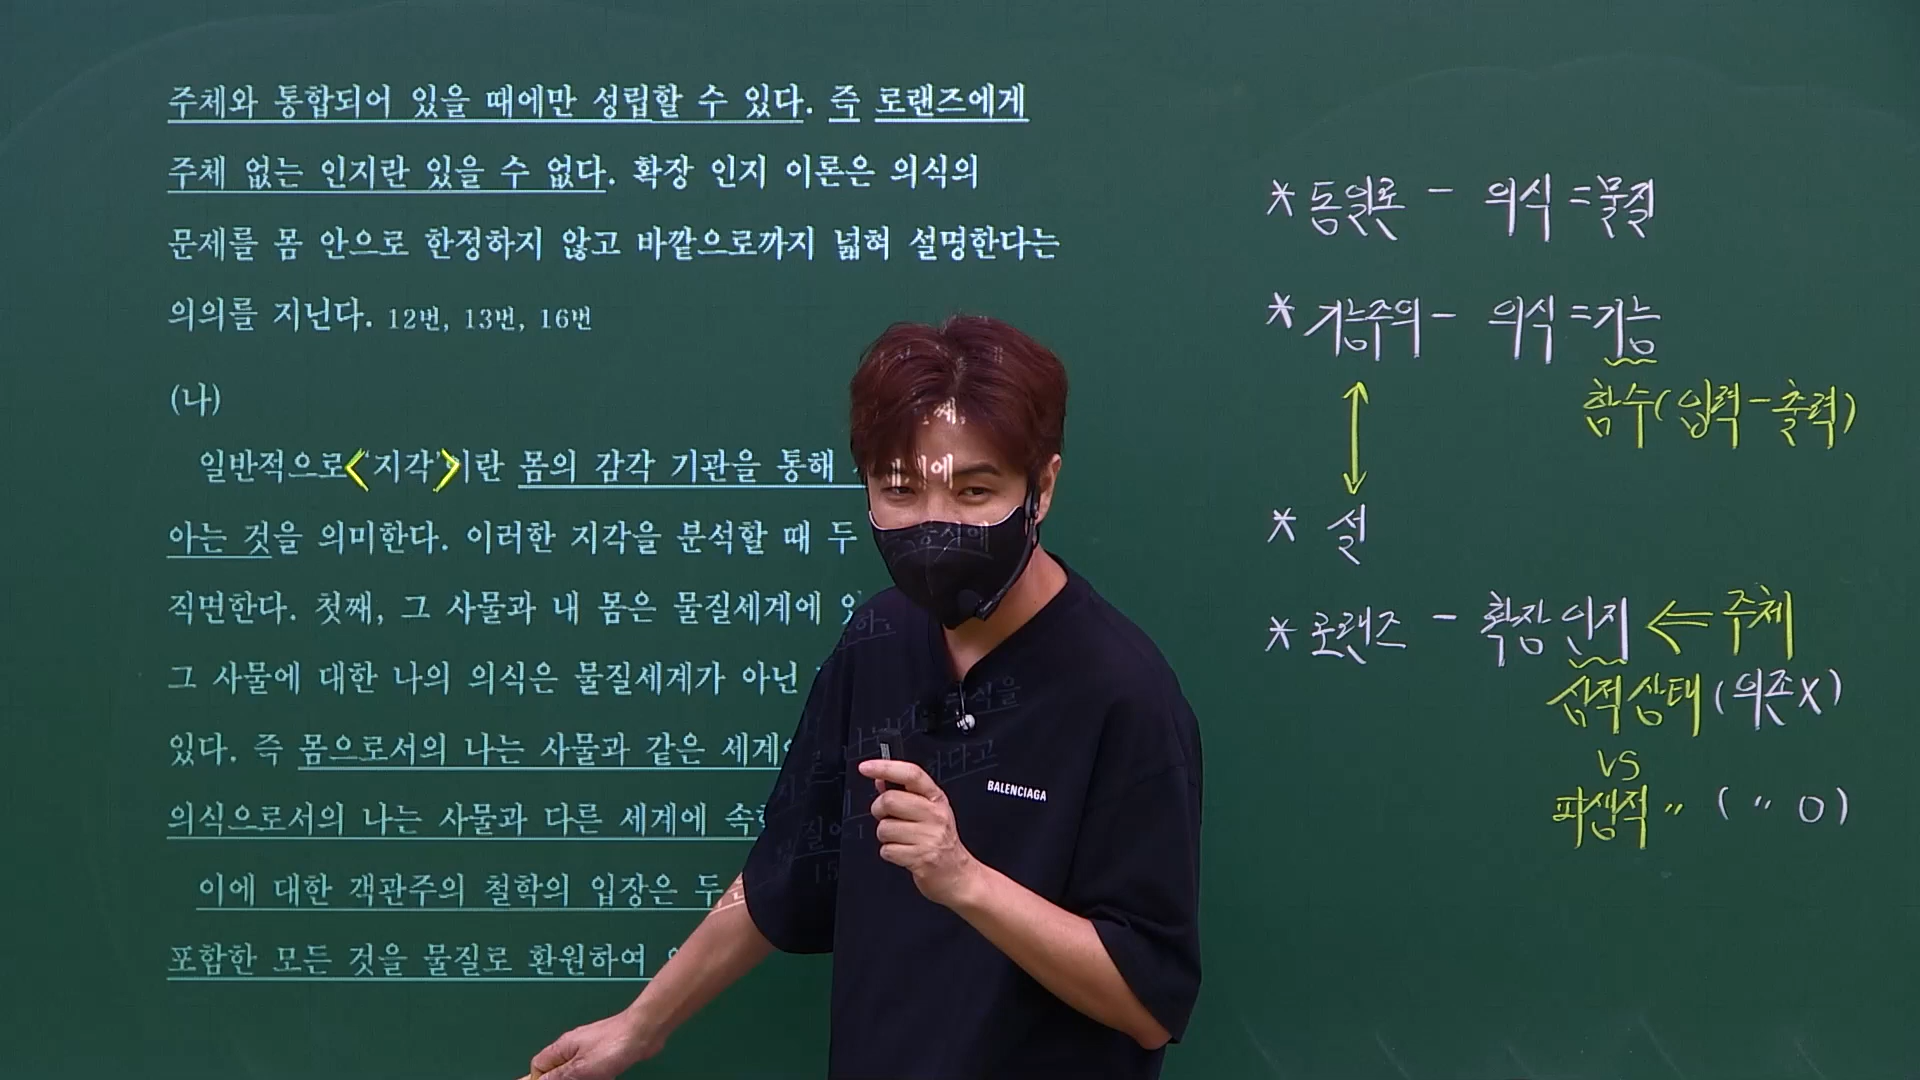 주체와 통합되어 있을 때에만 성립할 수 있다. 즉 로랜즈에게
주체 없는 인지란 있을 수 없다. 확장 인지 이론은 의식의
문제를 몸 안으로 한정하지 않고 바깥으로까지 넓혀 설명한다는
의의를 지닌다. 12번, 13번, 16번
(나)
일반적으로 <‘지각’>이란 몸의 감각 기관을 통해
아는 것을 의미한다. 이러한 지각을 분석할 때 두
직면한다. 첫째, 그 사물과 내 몸은 물질세계에
그 사물에 대한 나의 의식은 물질세계가 아닌
있다. 즉 몸으로서의 나는 사물과 같은
의식으로서의 나는 사물과 다른 세계에
이에 대한 객관주의 철학의 입장은
포함한 모든 것을 물질로 환원하여
* 동일론 - 의식 = 물질
* 기능주의 - 의식 = 기능
함수(입력-출력)
* 설
* 로랜즈 - 확장 인지 ⇐ 주체
심적 상태 (의존X)
VS
파생적 〃 ( 〃 O)
BALENCIAGA